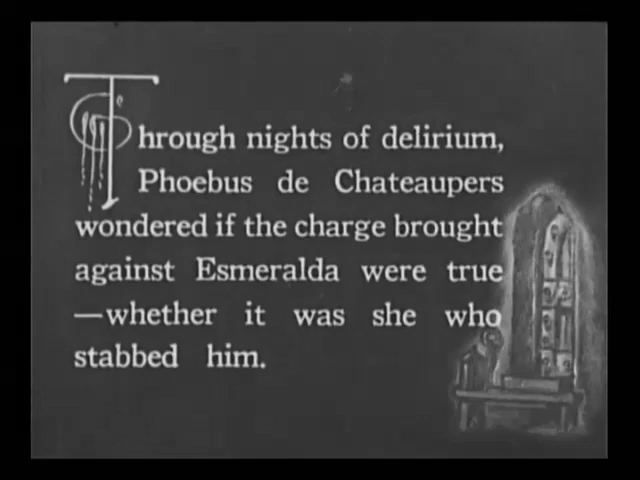 Through nights of delirium,
Phoebus de Chateaupers
wondered if the charge brought
against Esmeralda were true
—whether it was she who
stabbed him.